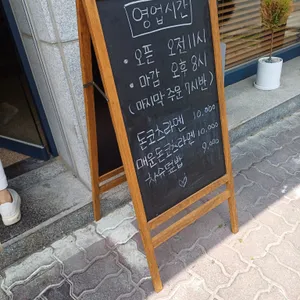 영업시간
· 오픈 오전 11시
· 마감 오후 8시
(마지막 주문 7시반)
돈코츠라멘 10,000
매운돈코츠라멘 10,000
차슈덮밥 9,000